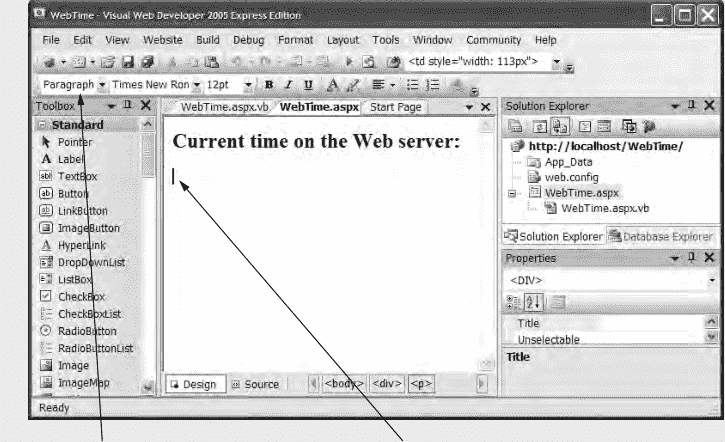 WebTime - Visual Web Developer 2005 Express Edition
File Edit View Website Build Debug Format Layout Tools Window Community Help
<td style="width: 113px">
Paragraph Times New Ron 12pt B I U A
Toolbox
WebTime.aspx.vb WebTime.aspx Start Page
Solution Explorer
Standard
Pointer
A Label
abl TextBox
ab Button
ab LinkButton
ImageButton
A HyperLink
DropDownList
ListBox
CheckBox
CheckBoxList
RadioButton
RadioButtonList
Image
ImageMap
Current time on the Web server:
Design Source <body> <div> <p>
http://localhost/WebTime/
App_Data
web.config
WebTime.aspx
WebTime.aspx.vb
Solution Explorer Database Explorer
Properties
<DIV>
Title
Unselectable
Title
Ready